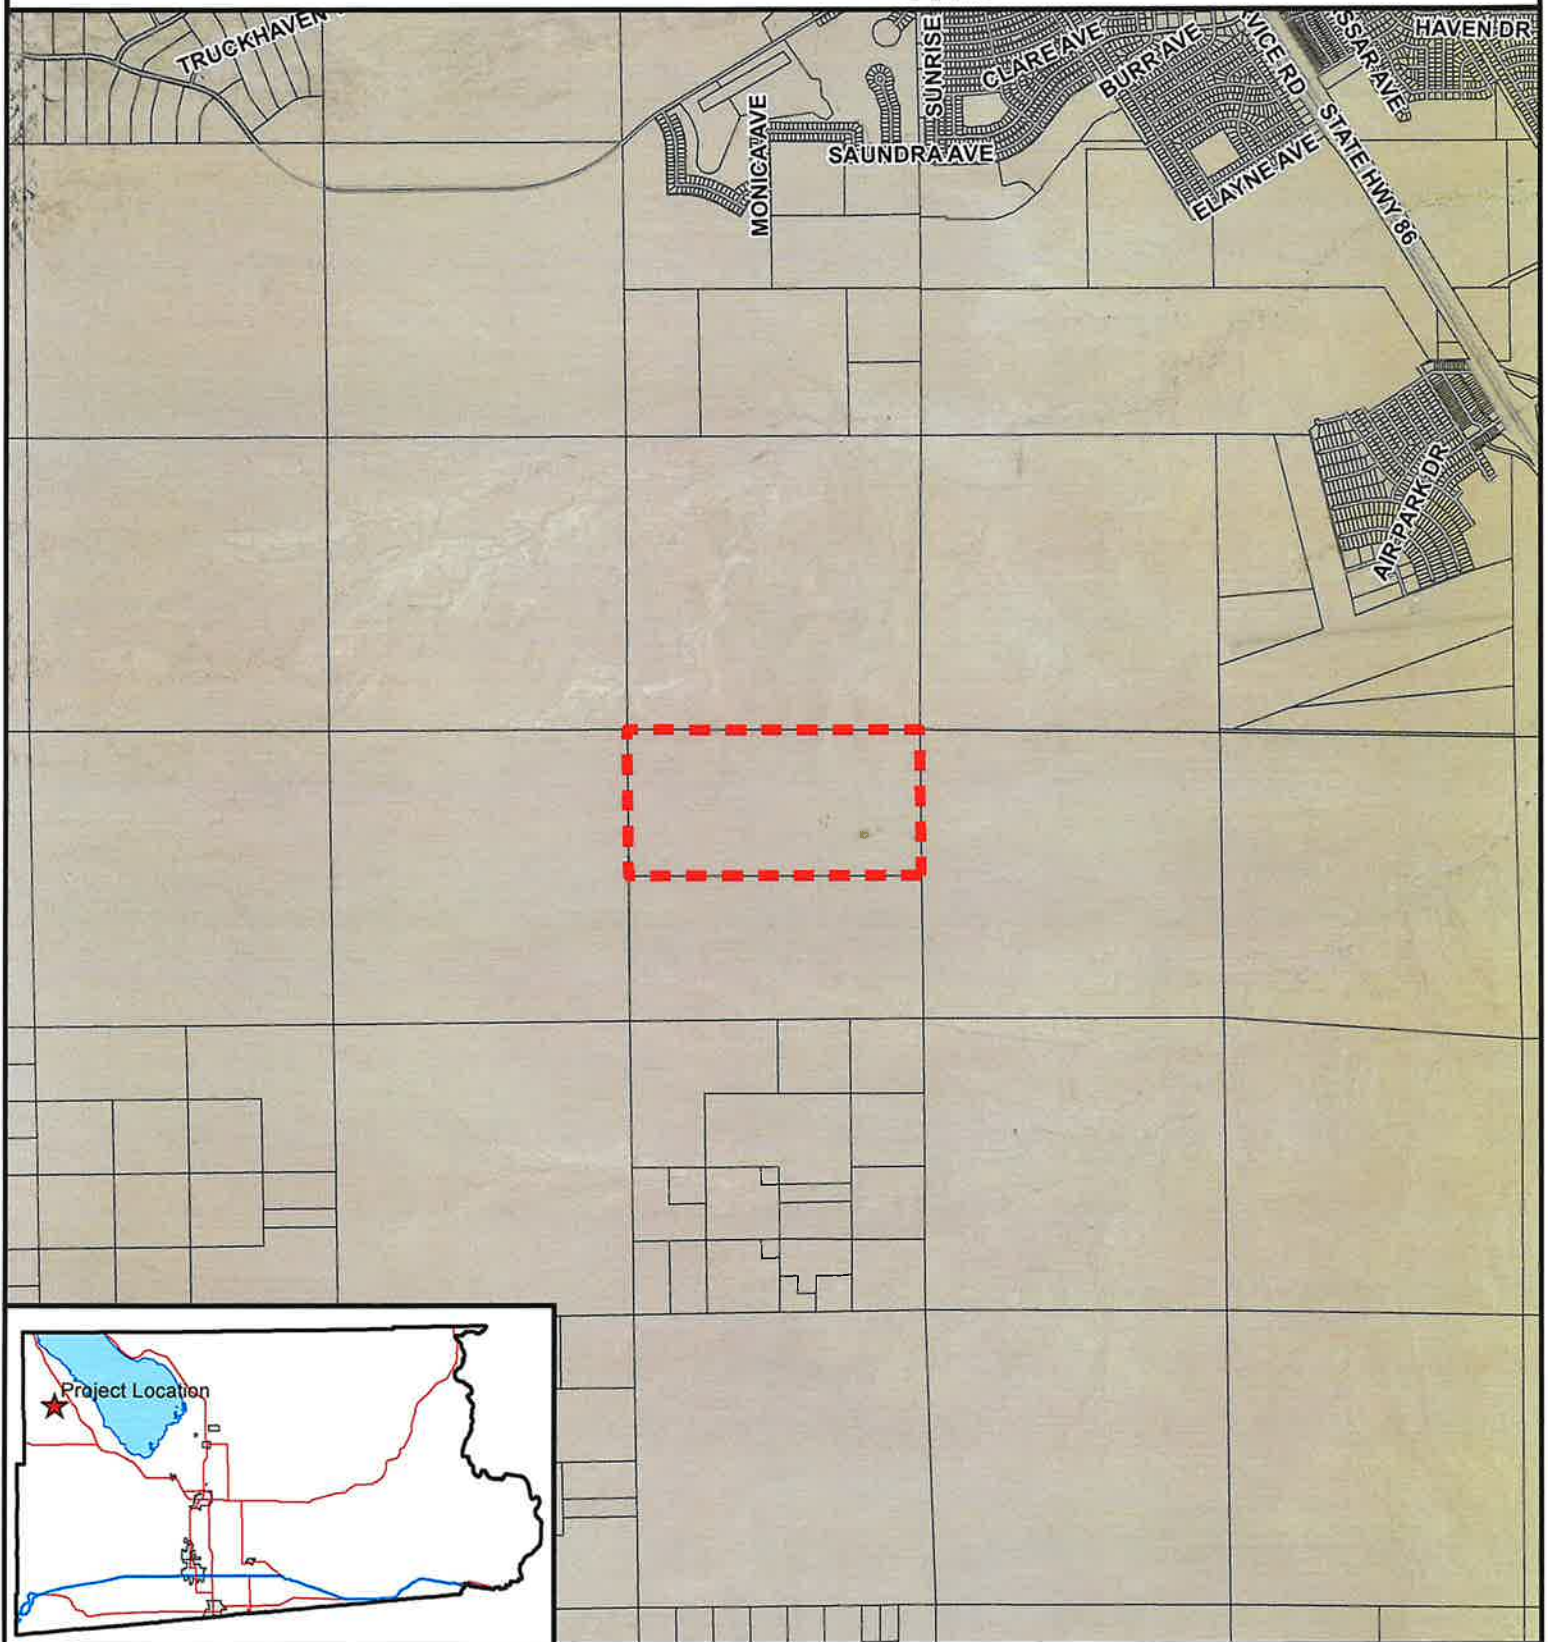 TRUCKHAVEN
SUNRISE
CLARE AVE
BURR AVE
VICE RD
SSAR AVE
HAVEN DR
MONICA AVE
SAUNDRA AVE
ELAYNE AVE
STATE HWY 86
AIR PARK DR
Project Location